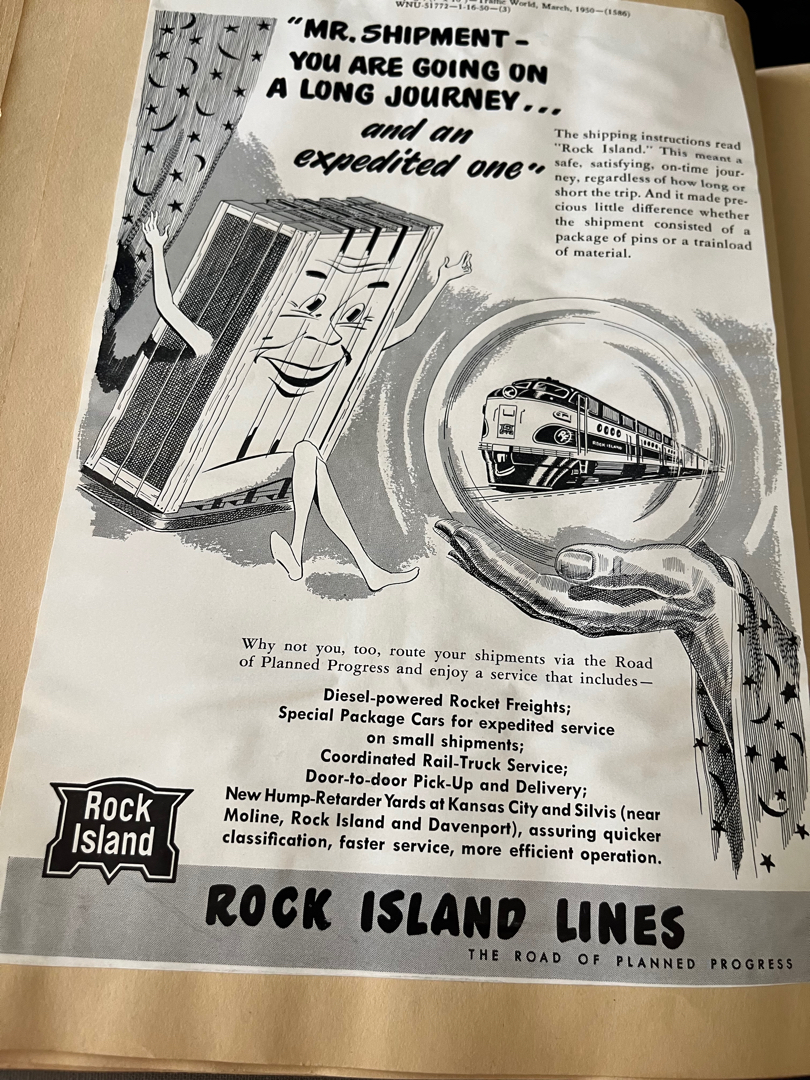 Traffic World, March, 1950—(1586)
WNU-51772—1-16-50—(3)
"MR. SHIPMENT -
YOU ARE GOING ON
A LONG JOURNEY...
and an
expedited one"
The shipping instructions read
"Rock Island." This meant a
safe, satisfying, on-time jour-
ney, regardless of how long or
short the trip. And it made pre-
cious little difference whether
the shipment consisted of a
package of pins or a trainload
of material.
ROCK ISLAND
Why not you, too, route your shipments via the Road
of Planned Progress and enjoy a service that includes—
Diesel-powered Rocket Freights;
Special Package Cars for expedited service
on small shipments;
Coordinated Rail-Truck Service;
Door-to-door Pick-Up and Delivery;
New Hump-Retarder Yards at Kansas City and Silvis (near
Moline, Rock Island and Davenport), assuring quicker
classification, faster service, more efficient operation.
Rock
Island
ROCK ISLAND LINES
THE ROAD OF PLANNED PROGRESS